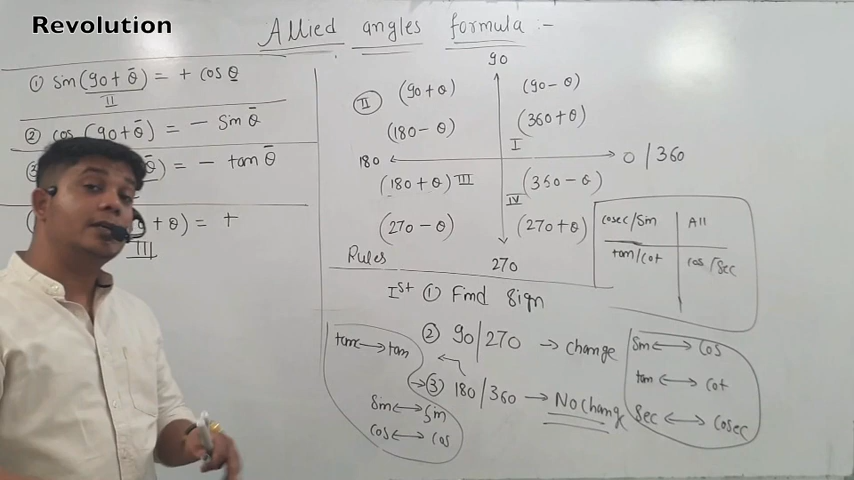 Revolution
Allied angles formula :-
① sin(90+θ) = + cos θ
II
② cos (90+θ) = - sin θ
θ) = - tan θ
+ θ) = +
III
90
II (90+θ) (90-θ)
(180-θ) (360+θ)
I
180 0 / 360
(180+θ) III (360-θ)
IV
(270-θ) (270+θ)
270
cosec/sin All
tan/cot cos/sec
Rules
Ist ① Find sign
② 90/270 → change
→③ 180/360 → No change
tan ↔ tan
sin ↔ sin
cos ↔ cos
sin ↔ cos
tan ↔ cot
sec ↔ cosec